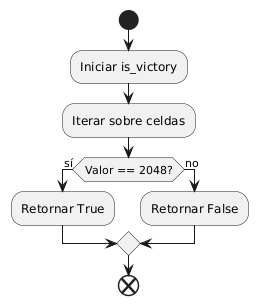 Iniciar is_victory
Iterar sobre celdas
sí
Valor == 2048?
no
Retornar True
Retornar False